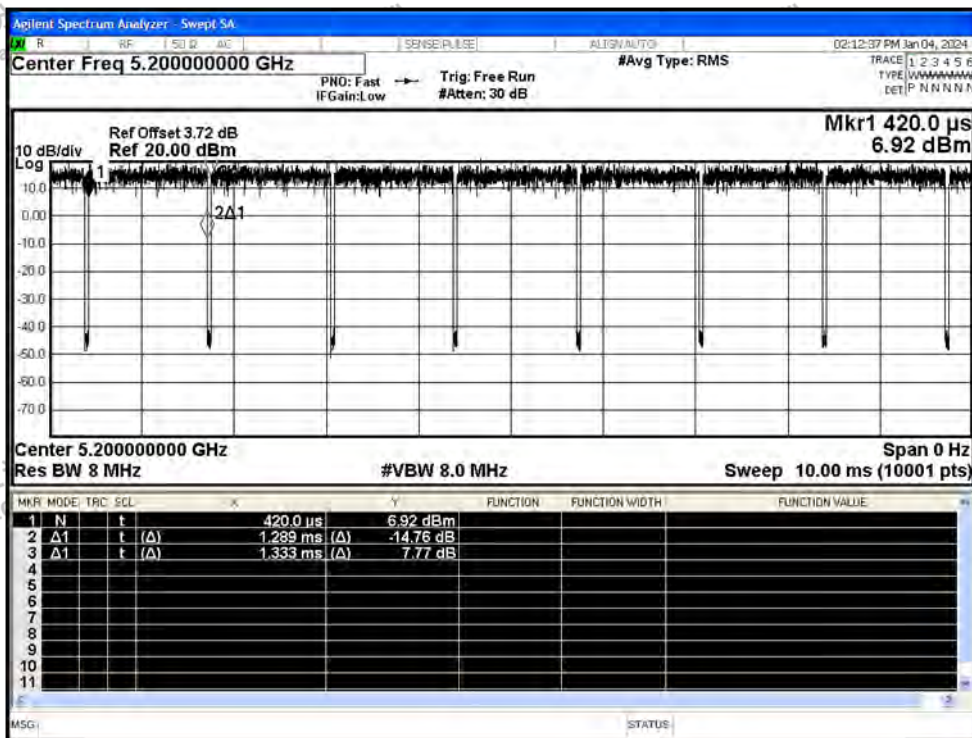 Agilent Spectrum Analyzer - Swept SA
LXI R RF 50 Ω AC SENSE:PULSE ALIGN AUTO 02:12:37 PM Jan 04, 2024
Center Freq 5.200000000 GHz #Avg Type: RMS TRACE 1 2 3 4 5 6
PNO: Fast Trig: Free Run TYPE WWWWWW
IFGain:Low #Atten: 30 dB DET P N N N N N
Mkr1 420.0 µs
Ref Offset 3.72 dB
10 dB/div Ref 20.00 dBm 6.92 dBm
Log
1
10.0
0.00
2Δ1
-10.0
-20.0
-30.0
-40.0
-50.0
-60.0
-70.0
Center 5.200000000 GHz Span 0 Hz
Res BW 8 MHz #VBW 8.0 MHz Sweep 10.00 ms (10001 pts)
MKR MODE TRC SCL X Y FUNCTION FUNCTION WIDTH FUNCTION VALUE
1 N t 420.0 µs 6.92 dBm
2 Δ1 t (Δ) 1.289 ms (Δ) -14.76 dB
3 Δ1 t (Δ) 1.333 ms (Δ) 7.77 dB
4
5
6
7
8
9
10
11
MSG STATUS